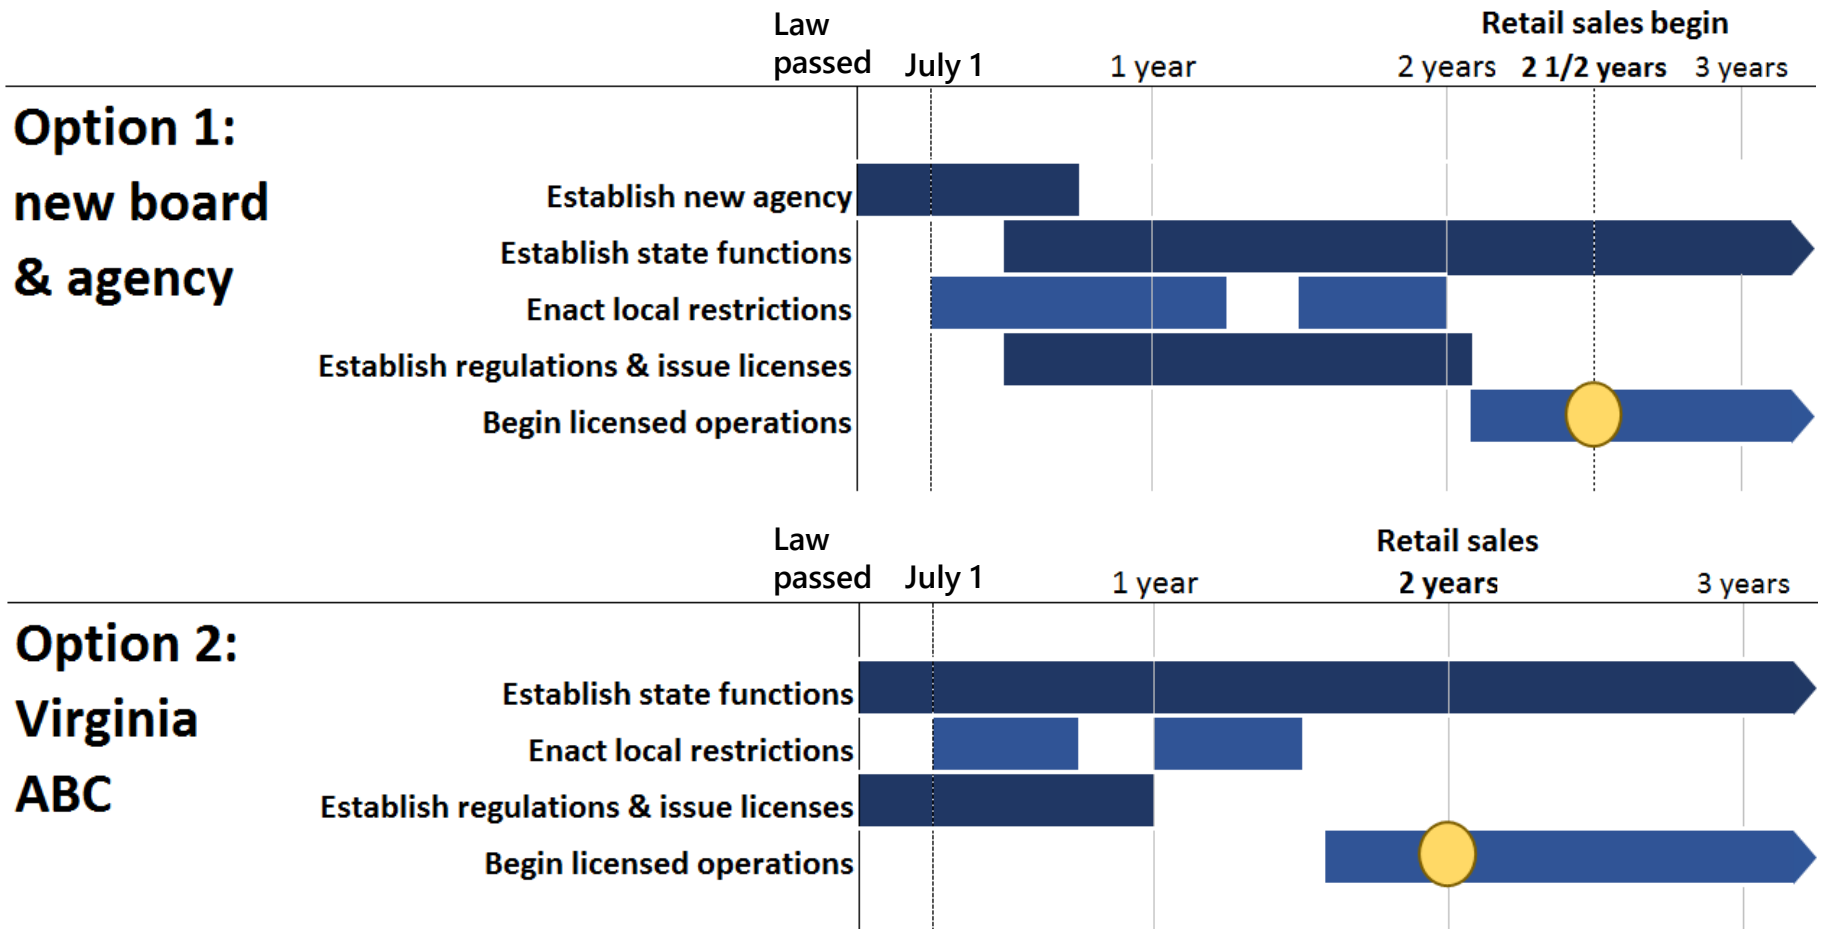 Law
passed
July 1
1 year
2 years
Retail sales begin
2 1/2 years
3 years
Option 1:
new board
& agency
Establish new agency
Establish state functions
Enact local restrictions
Establish regulations & issue licenses
Begin licensed operations
Law
passed
July 1
1 year
Retail sales
2 years
3 years
Option 2:
Virginia
ABC
Establish state functions
Enact local restrictions
Establish regulations & issue licenses
Begin licensed operations